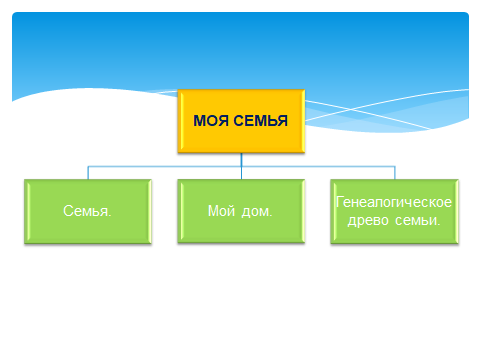 МОЯ СЕМЬЯ
Семья.
Мой дом.
Генеалогическое
древо семьи.